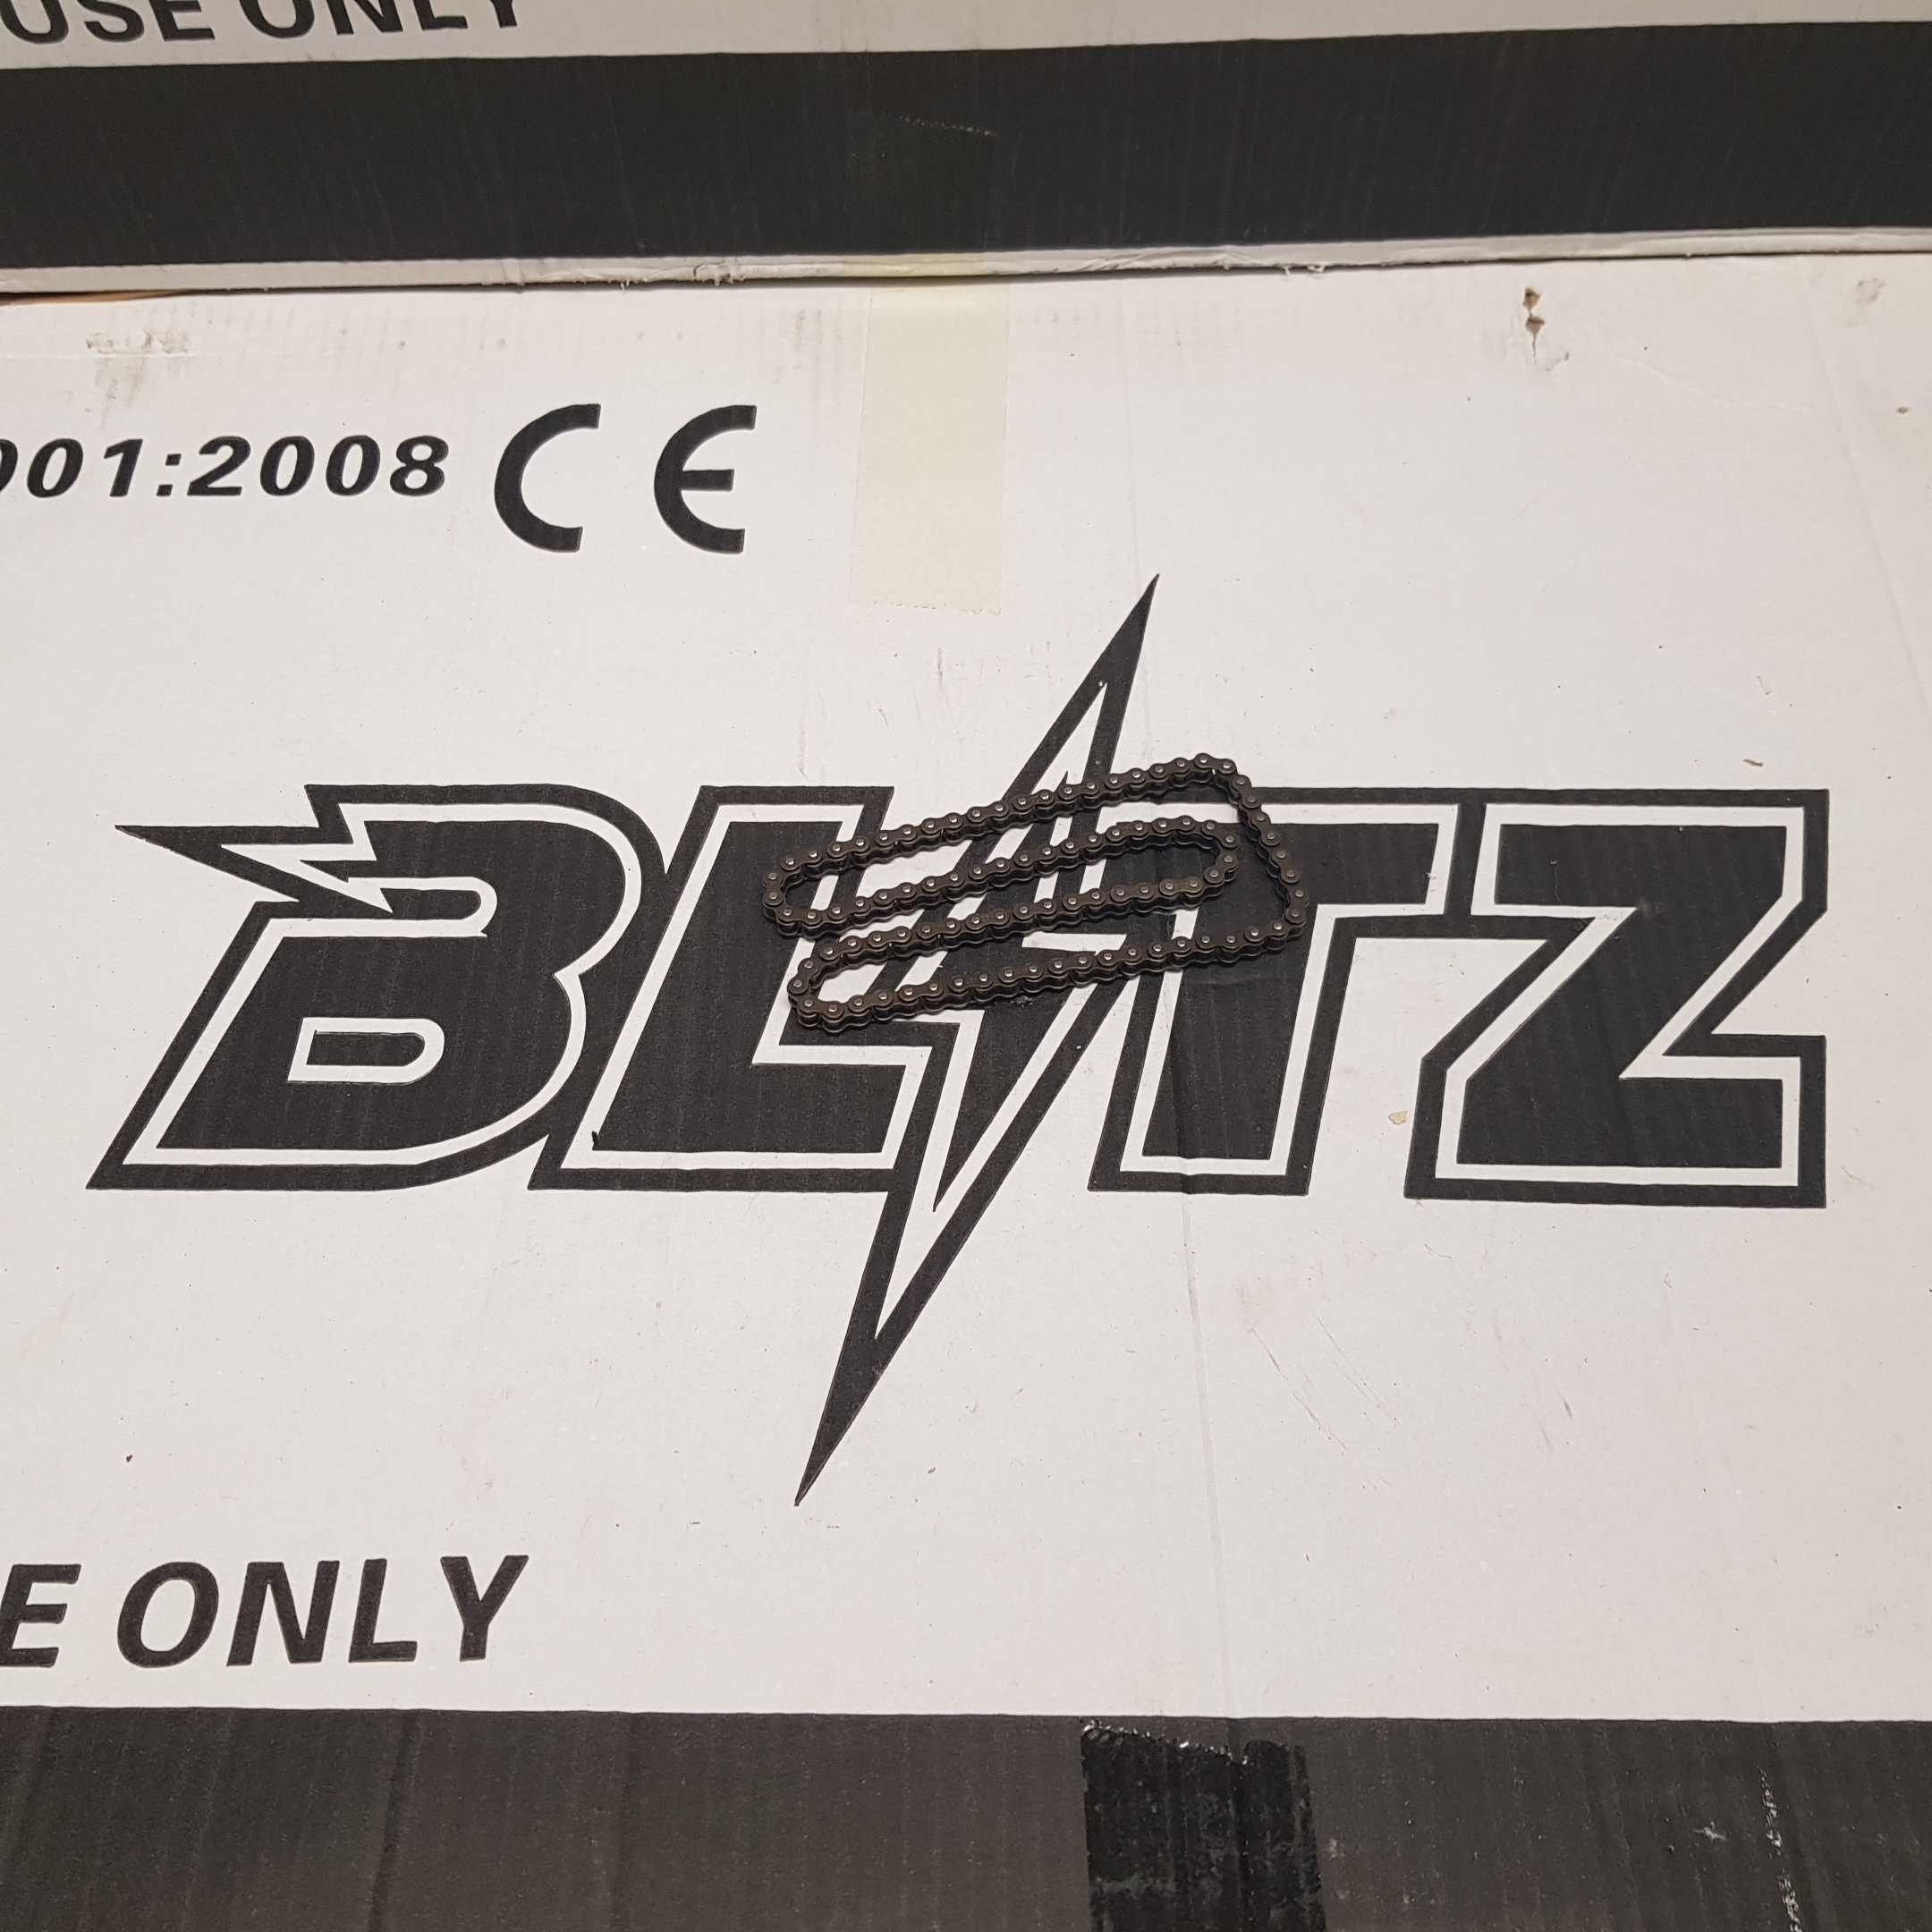 USE ONLY
001:2008 CE
BLITZ
E ONLY